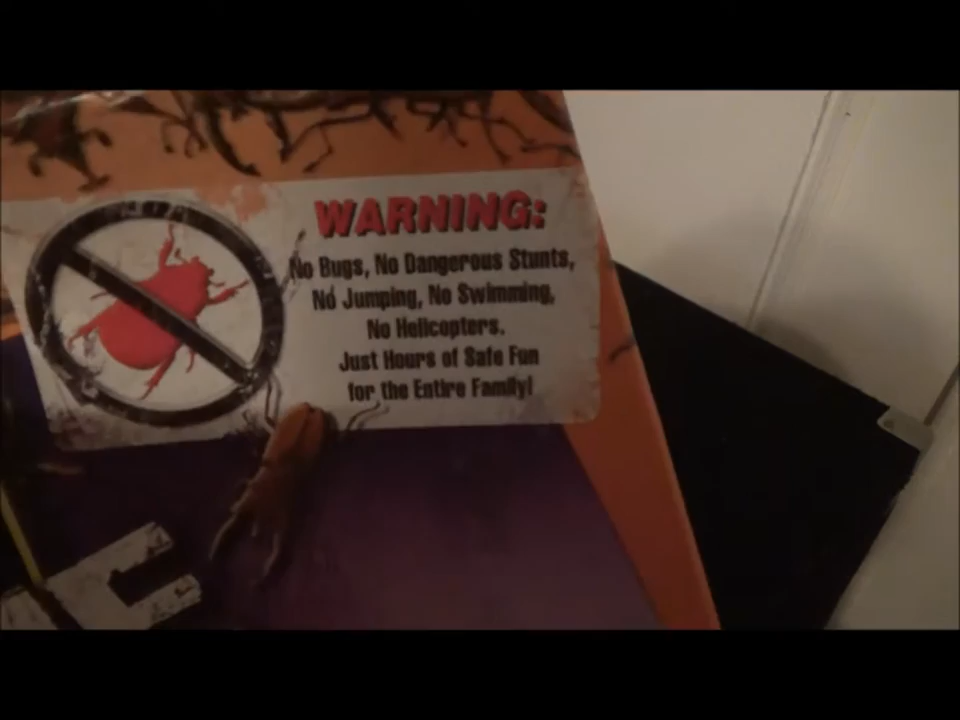 WARNING:
No Bugs, No Dangerous Stunts,
No Jumping, No Swimming,
No Helicopters.
Just Hours of Safe Fun
for the Entire Family!